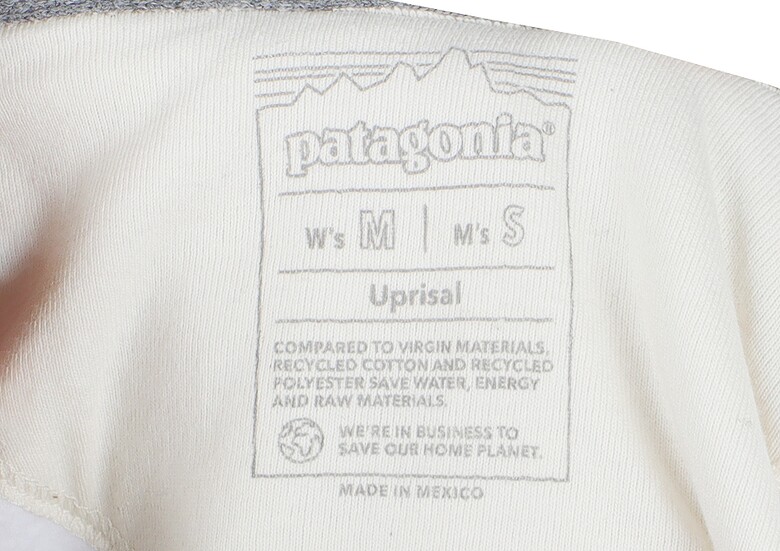 patagonia®
W's M | M's S
Uprisal
COMPARED TO VIRGIN MATERIALS,
RECYCLED COTTON AND RECYCLED
POLYESTER SAVE WATER, ENERGY
AND RAW MATERIALS.
WE'RE IN BUSINESS TO
SAVE OUR HOME PLANET.
MADE IN MEXICO